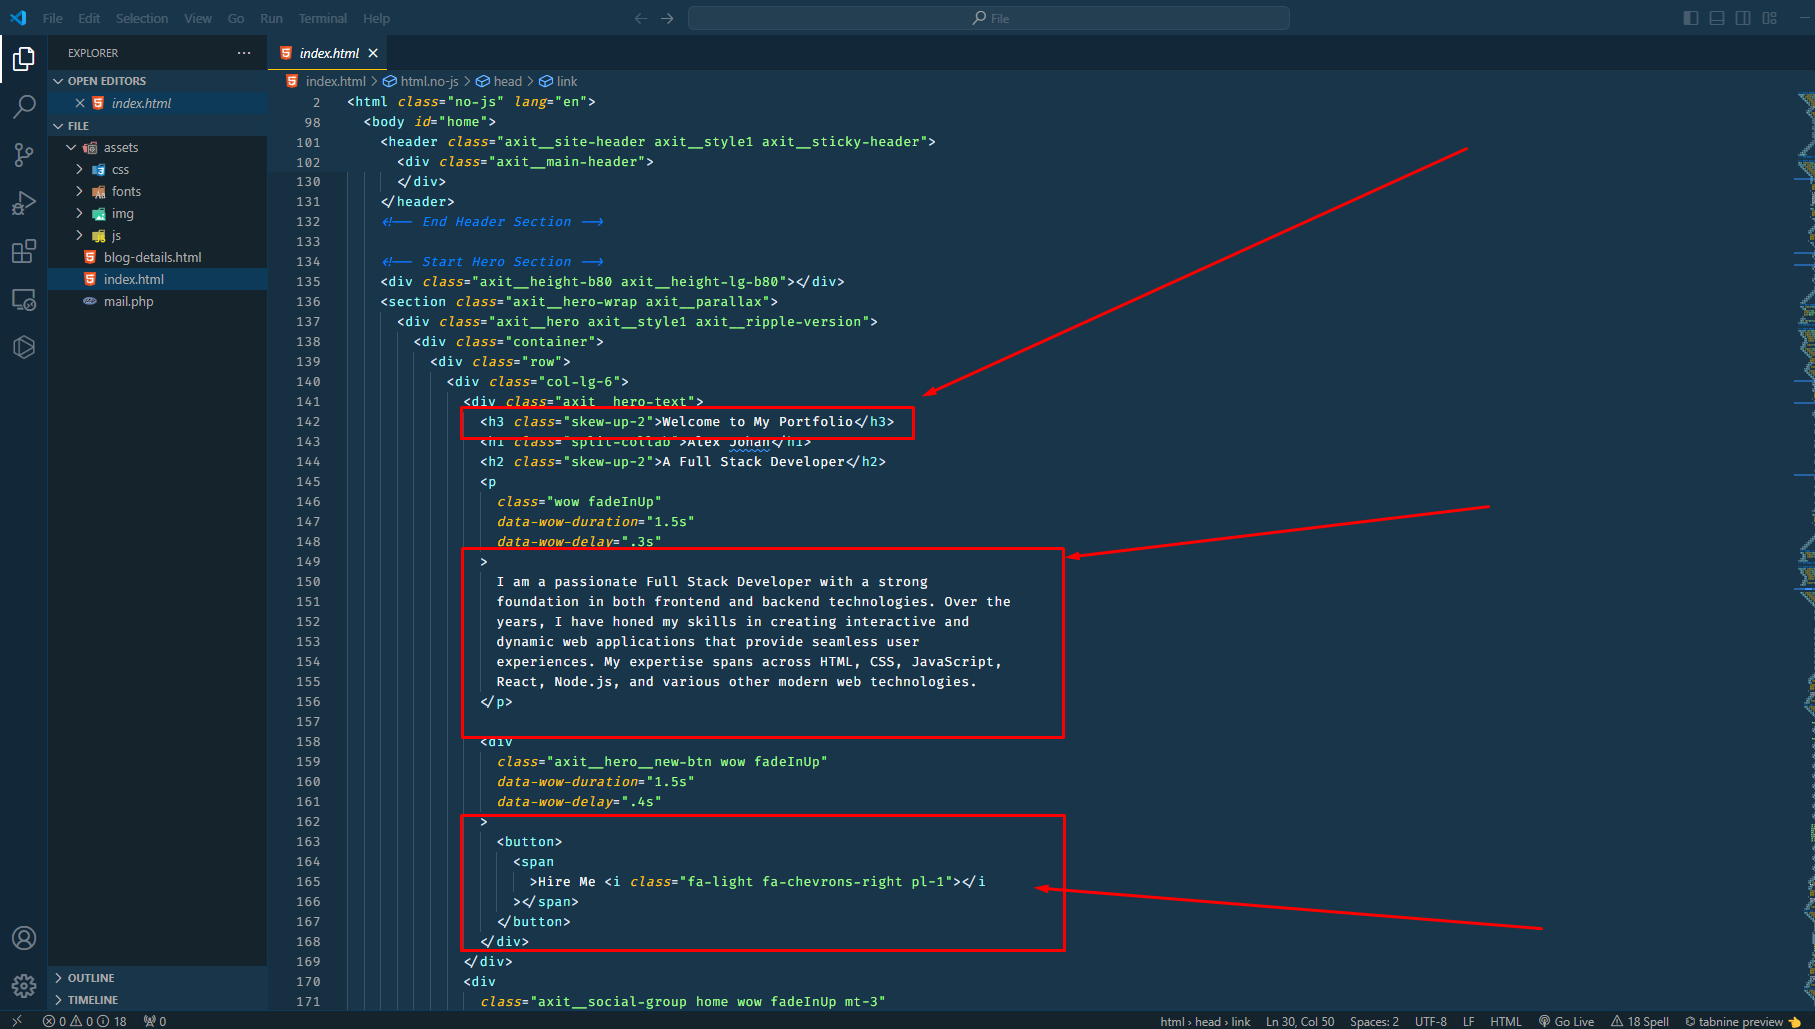 File Edit Selection View Go Run Terminal Help
File
EXPLORER
OPEN EDITORS
index.html
FILE
assets
css
fonts
img
js
blog-details.html
index.html
mail.php
OUTLINE
TIMELINE
index.html
index.html > html.no-js > head > link
2 <html class="no-js" lang="en">
98 <body id="home">
101 <header class="axit__site-header axit__style1 axit__sticky-header">
102 <div class="axit__main-header">
130 </div>
131 </header>
132 <!-- End Header Section -->
133
134 <!-- Start Hero Section -->
135 <div class="axit__height-b80 axit__height-lg-b80"></div>
136 <section class="axit__hero-wrap axit__parallax">
137 <div class="axit__hero axit__style1 axit__ripple-version">
138 <div class="container">
139 <div class="row">
140 <div class="col-lg-6">
141 <div class="axit__hero-text">
142 <h3 class="skew-up-2">Welcome to My Portfolio</h3>
143 <h1 class="split-collab">Alex Johan</h1>
144 <h2 class="skew-up-2">A Full Stack Developer</h2>
145 <p
146 class="wow fadeInUp"
147 data-wow-duration="1.5s"
148 data-wow-delay=".3s"
149 >
150 I am a passionate Full Stack Developer with a strong
151 foundation in both frontend and backend technologies. Over the
152 years, I have honed my skills in creating interactive and
153 dynamic web applications that provide seamless user
154 experiences. My expertise spans across HTML, CSS, JavaScript,
155 React, Node.js, and various other modern web technologies.
156 </p>
157
158 <div
159 class="axit__hero__new-btn wow fadeInUp"
160 data-wow-duration="1.5s"
161 data-wow-delay=".4s"
162 >
163 <button>
164 <span
165 >Hire Me <i class="fa-light fa-chevrons-right pl-1"></i
166 ></span>
167 </button>
168 </div>
169 </div>
170 <div
171 class="axit__social-group home wow fadeInUp mt-3"
0 0 18 0
html > head > link Ln 30, Col 50 Spaces: 2 UTF-8 LF HTML Go Live 18 Spell tabnine preview